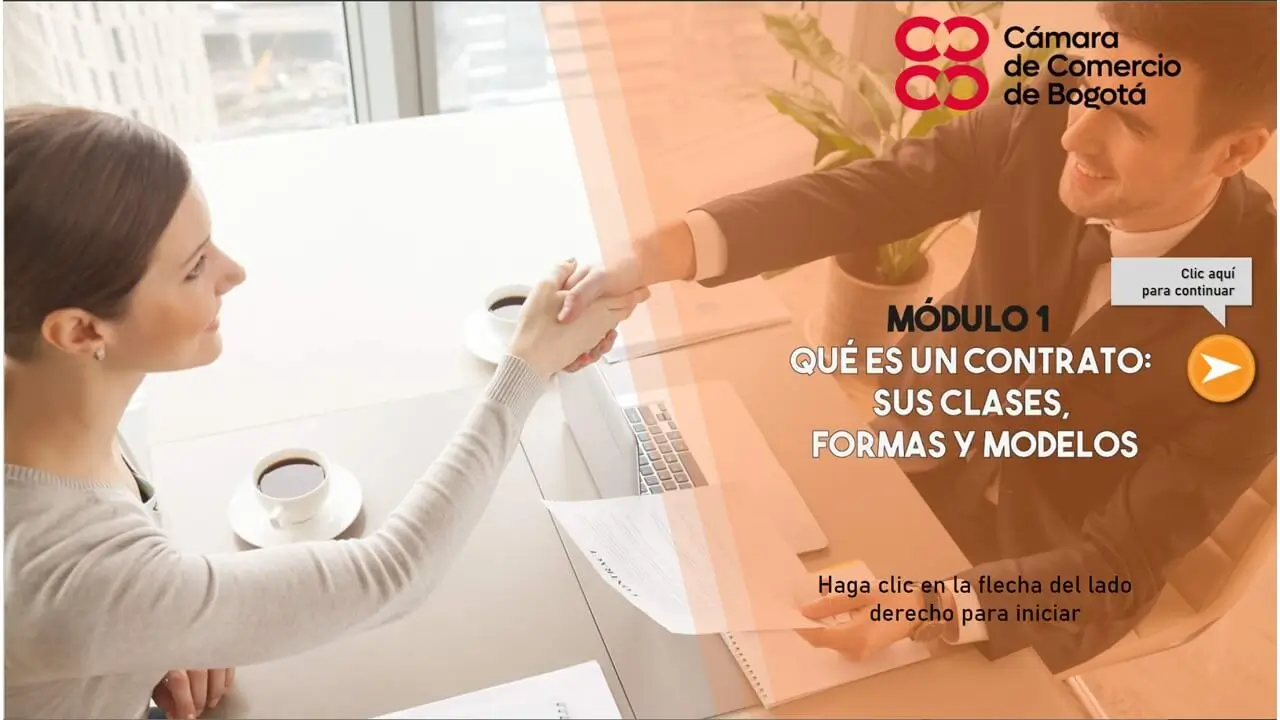 Cámara
de Comercio
de Bogotá
Clic aquí
para continuar
MÓDULO 1
QUÉ ES UN CONTRATO:
SUS CLASES,
FORMAS Y MODELOS
CONTRACT
Haga clic en la flecha del lado
derecho para iniciar